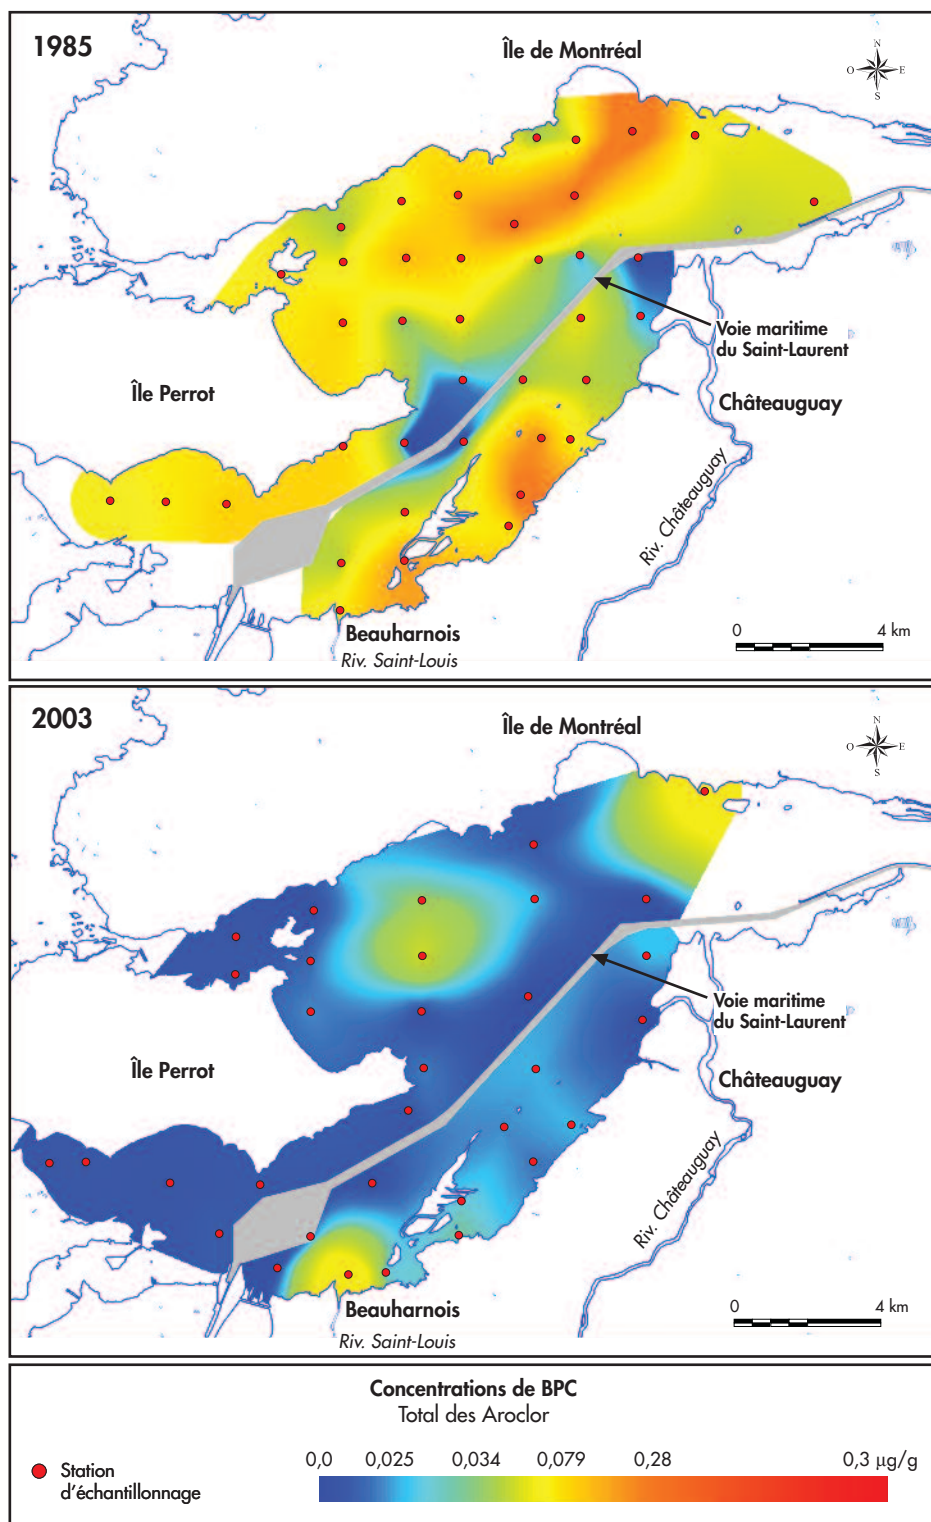 1985
Île de Montréal
N
O E
S
Voie maritime
du Saint-Laurent
Île Perrot
Châteauguay
Riv. Châteauguay
0 4 km
Beauharnois
Riv. Saint-Louis
2003
Île de Montréal
N
O E
S
Voie maritime
du Saint-Laurent
Île Perrot
Châteauguay
Riv. Châteauguay
0 4 km
Beauharnois
Riv. Saint-Louis
Concentrations de BPC
Total des Aroclor
Station
d'échantillonnage
0,0 0,025 0,034 0,079 0,28 0,3 µg/g